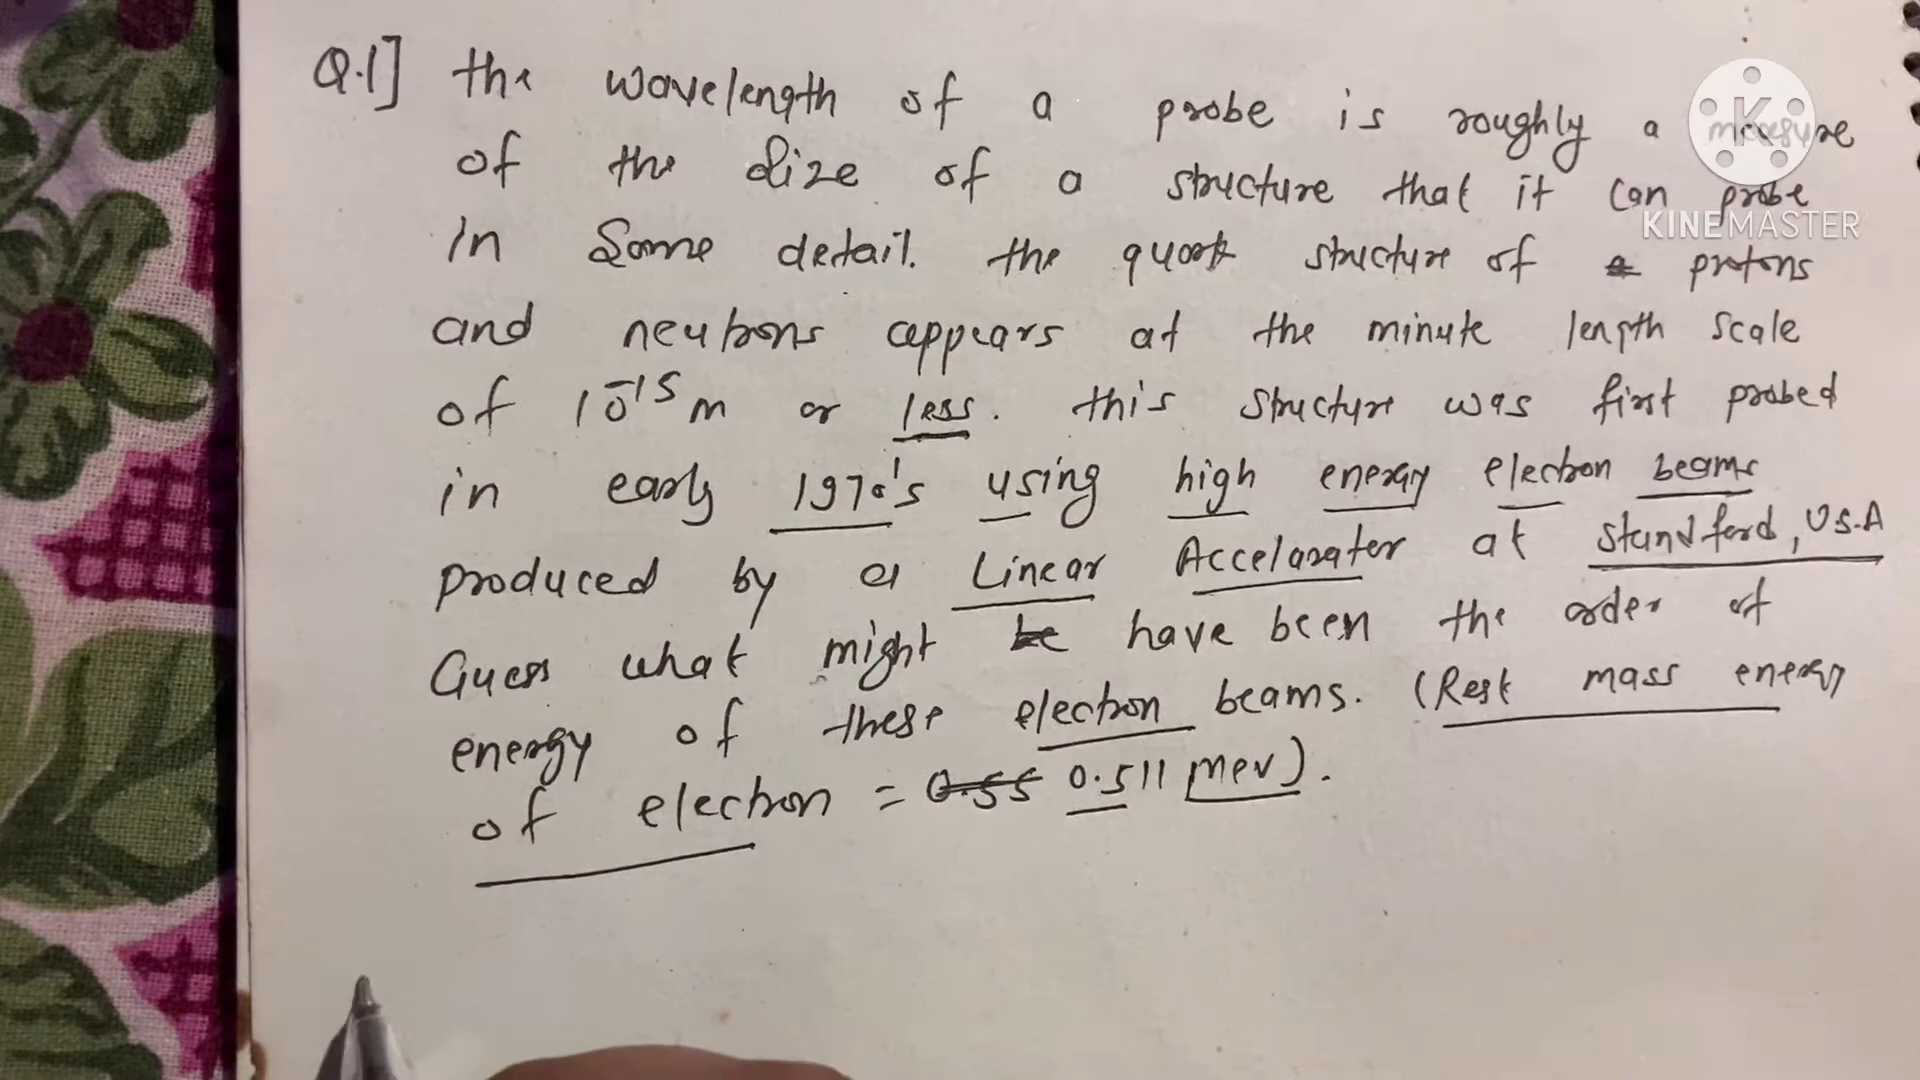 Q.1] the wavelength of a probe is roughly a measure
of the size of a structure that it can probe
KINEMASTER
in some detail. the quark structure of a protons
and neutrons appears at the minute length scale
of 10^-15 m or less. this structure was first probed
in early 1970's using high energy electron beams
produced by a Linear Accelarater at Standford, U.S.A
Guess what might be have been the order of
energy of these electron beams. (Rest mass energy
of electron = 0.55 0.511 MeV).